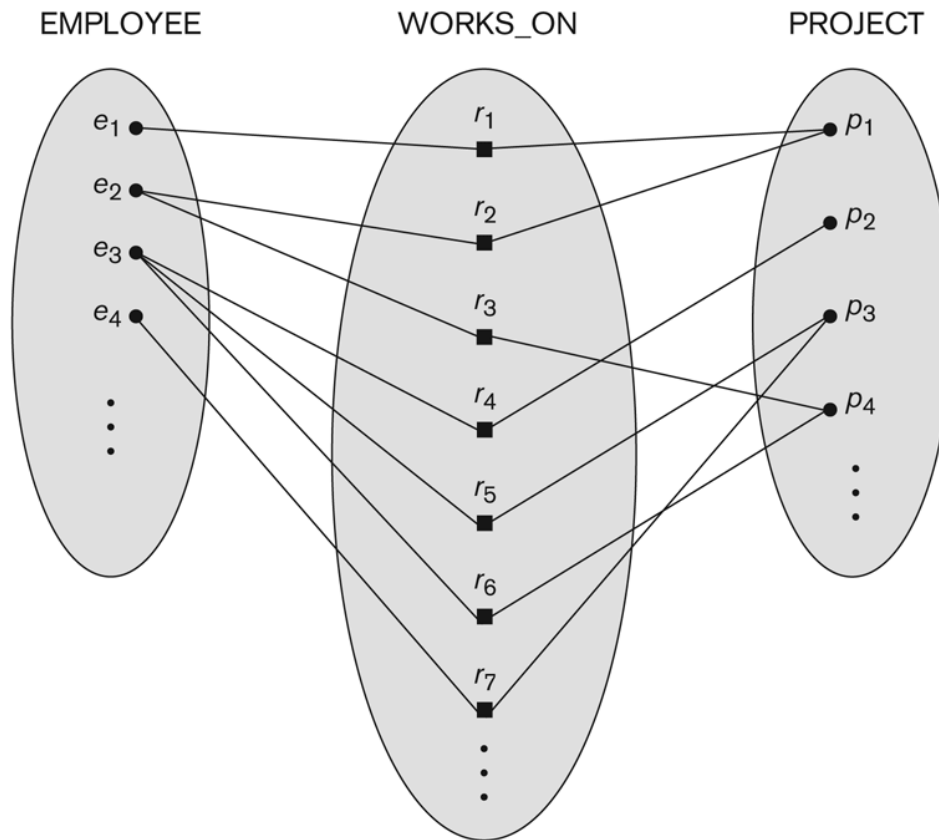 EMPLOYEE WORKS_ON PROJECT
e1 r1 p1
e2 r2 p2
e3 r3 p3
e4 r4 p4
r5
r6
r7